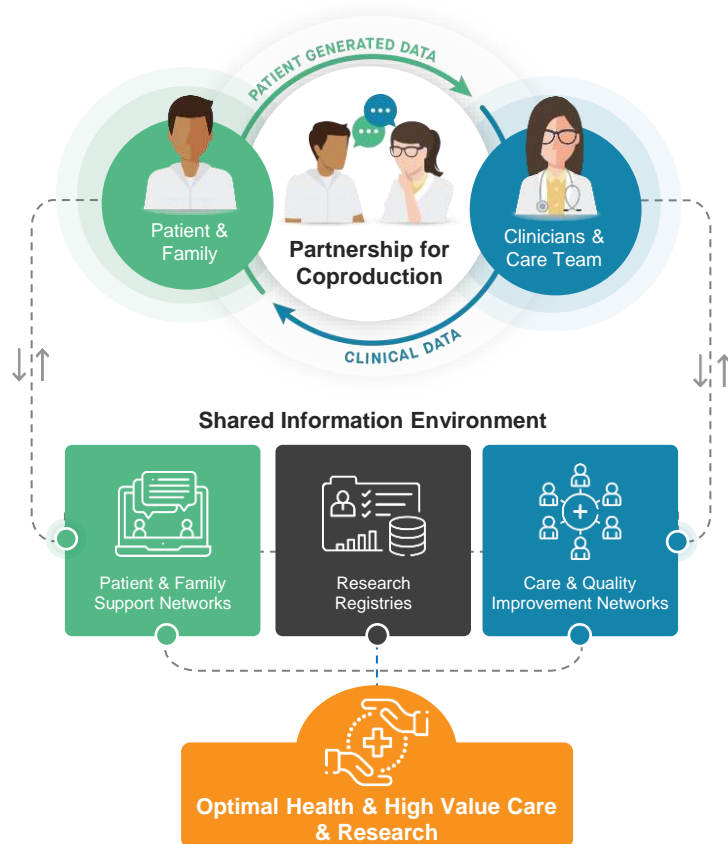 PATIENT GENERATED DATA
Patient &
Family
Partnership for
Coproduction
Clinicians &
Care Team
CLINICAL DATA
Shared Information Environment
Patient & Family
Support Networks
Research
Registries
Care & Quality
Improvement Networks
Optimal Health & High Value Care
& Research